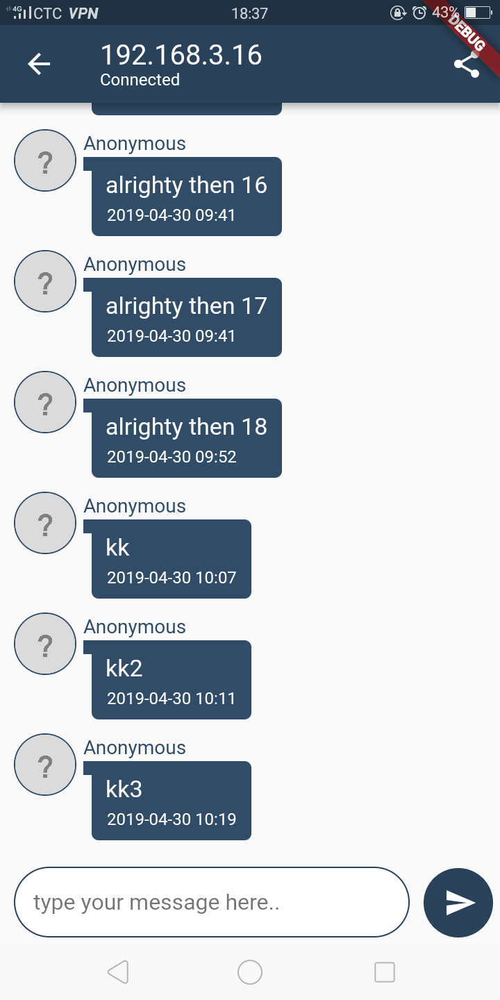 4G CTC VPN 18:37 43%
DEBUG
192.168.3.16
Connected
Anonymous
?
alrighty then 16
2019-04-30 09:41
Anonymous
?
alrighty then 17
2019-04-30 09:41
Anonymous
?
alrighty then 18
2019-04-30 09:52
Anonymous
?
kk
2019-04-30 10:07
Anonymous
?
kk2
2019-04-30 10:11
Anonymous
?
kk3
2019-04-30 10:19
type your message here..